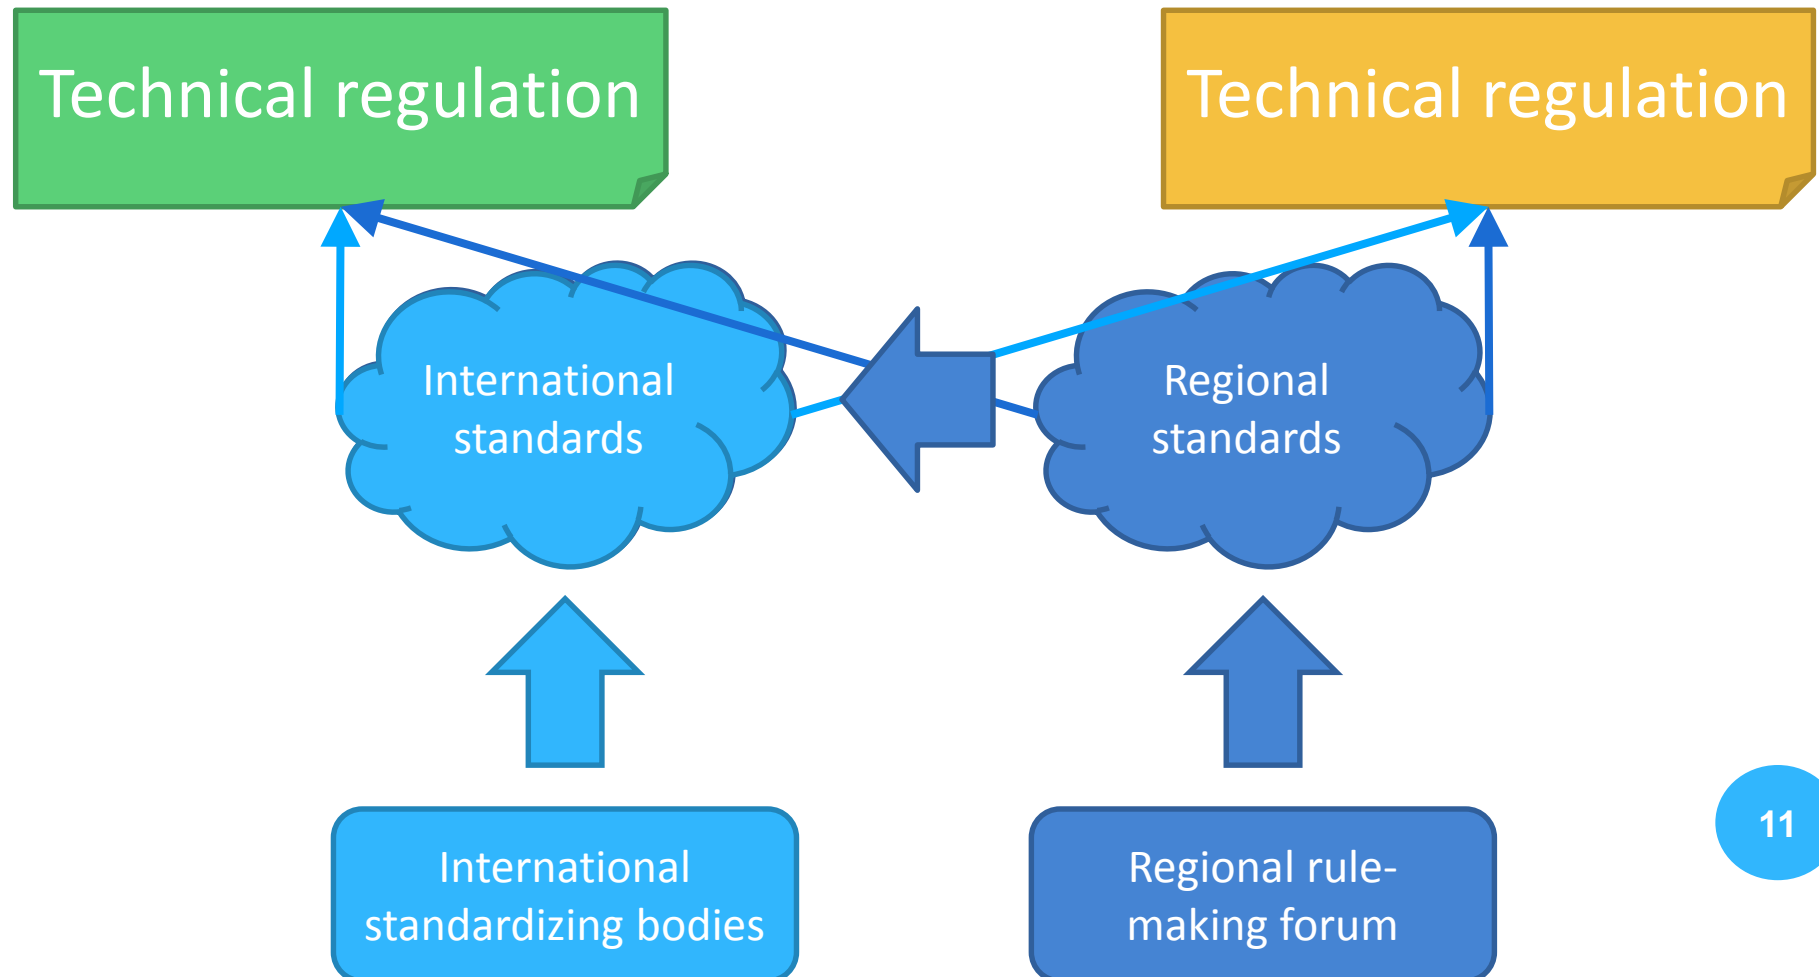 Technical regulation
Technical regulation
International
standards
Regional
standards
International
standardizing bodies
Regional rule-
making forum
11